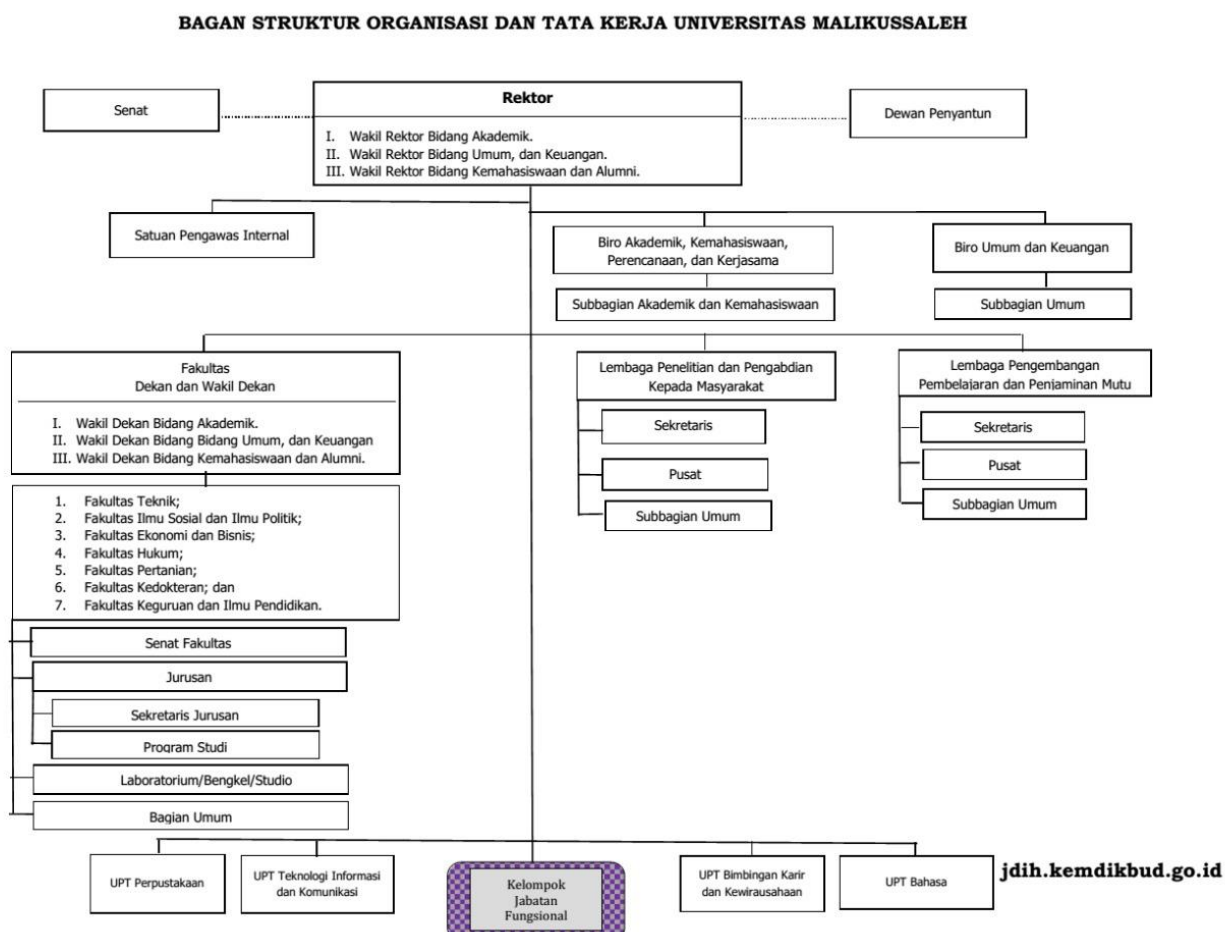 BAGAN STRUKTUR ORGANISASI DAN TATA KERJA UNIVERSITAS MALIKUSSALEH
Senat
Rektor
I. Wakil Rektor Bidang Akademik.
II. Wakil Rektor Bidang Umum, dan Keuangan.
III. Wakil Rektor Bidang Kemahasiswaan dan Alumni.
Dewan Penyantun
Satuan Pengawas Internal
Biro Akademik, Kemahasiswaan,
Perencanaan, dan Kerjasama
Biro Umum dan Keuangan
Subbagian Akademik dan Kemahasiswaan
Subbagian Umum
Fakultas
Dekan dan Wakil Dekan
I. Wakil Dekan Bidang Akademik.
II. Wakil Dekan Bidang Bidang Umum, dan Keuangan
III. Wakil Dekan Bidang Kemahasiswaan dan Alumni.
Lembaga Penelitian dan Pengabdian
Kepada Masyarakat
Sekretaris
Pusat
Subbagian Umum
Lembaga Pengembangan
Pembelajaran dan Penjaminan Mutu
Sekretaris
Pusat
Subbagian Umum
1. Fakultas Teknik;
2. Fakultas Ilmu Sosial dan Ilmu Politik;
3. Fakultas Ekonomi dan Bisnis;
4. Fakultas Hukum;
5. Fakultas Pertanian;
6. Fakultas Kedokteran; dan
7. Fakultas Keguruan dan Ilmu Pendidikan.
Senat Fakultas
Jurusan
Sekretaris Jurusan
Program Studi
Laboratorium/Bengkel/Studio
Bagian Umum
UPT Perpustakaan
UPT Teknologi Informasi
dan Komunikasi
Kelompok
Jabatan
Fungsional
UPT Bimbingan Karir
dan Kewirausahaan
UPT Bahasa
jdih.kemdikbud.go.id